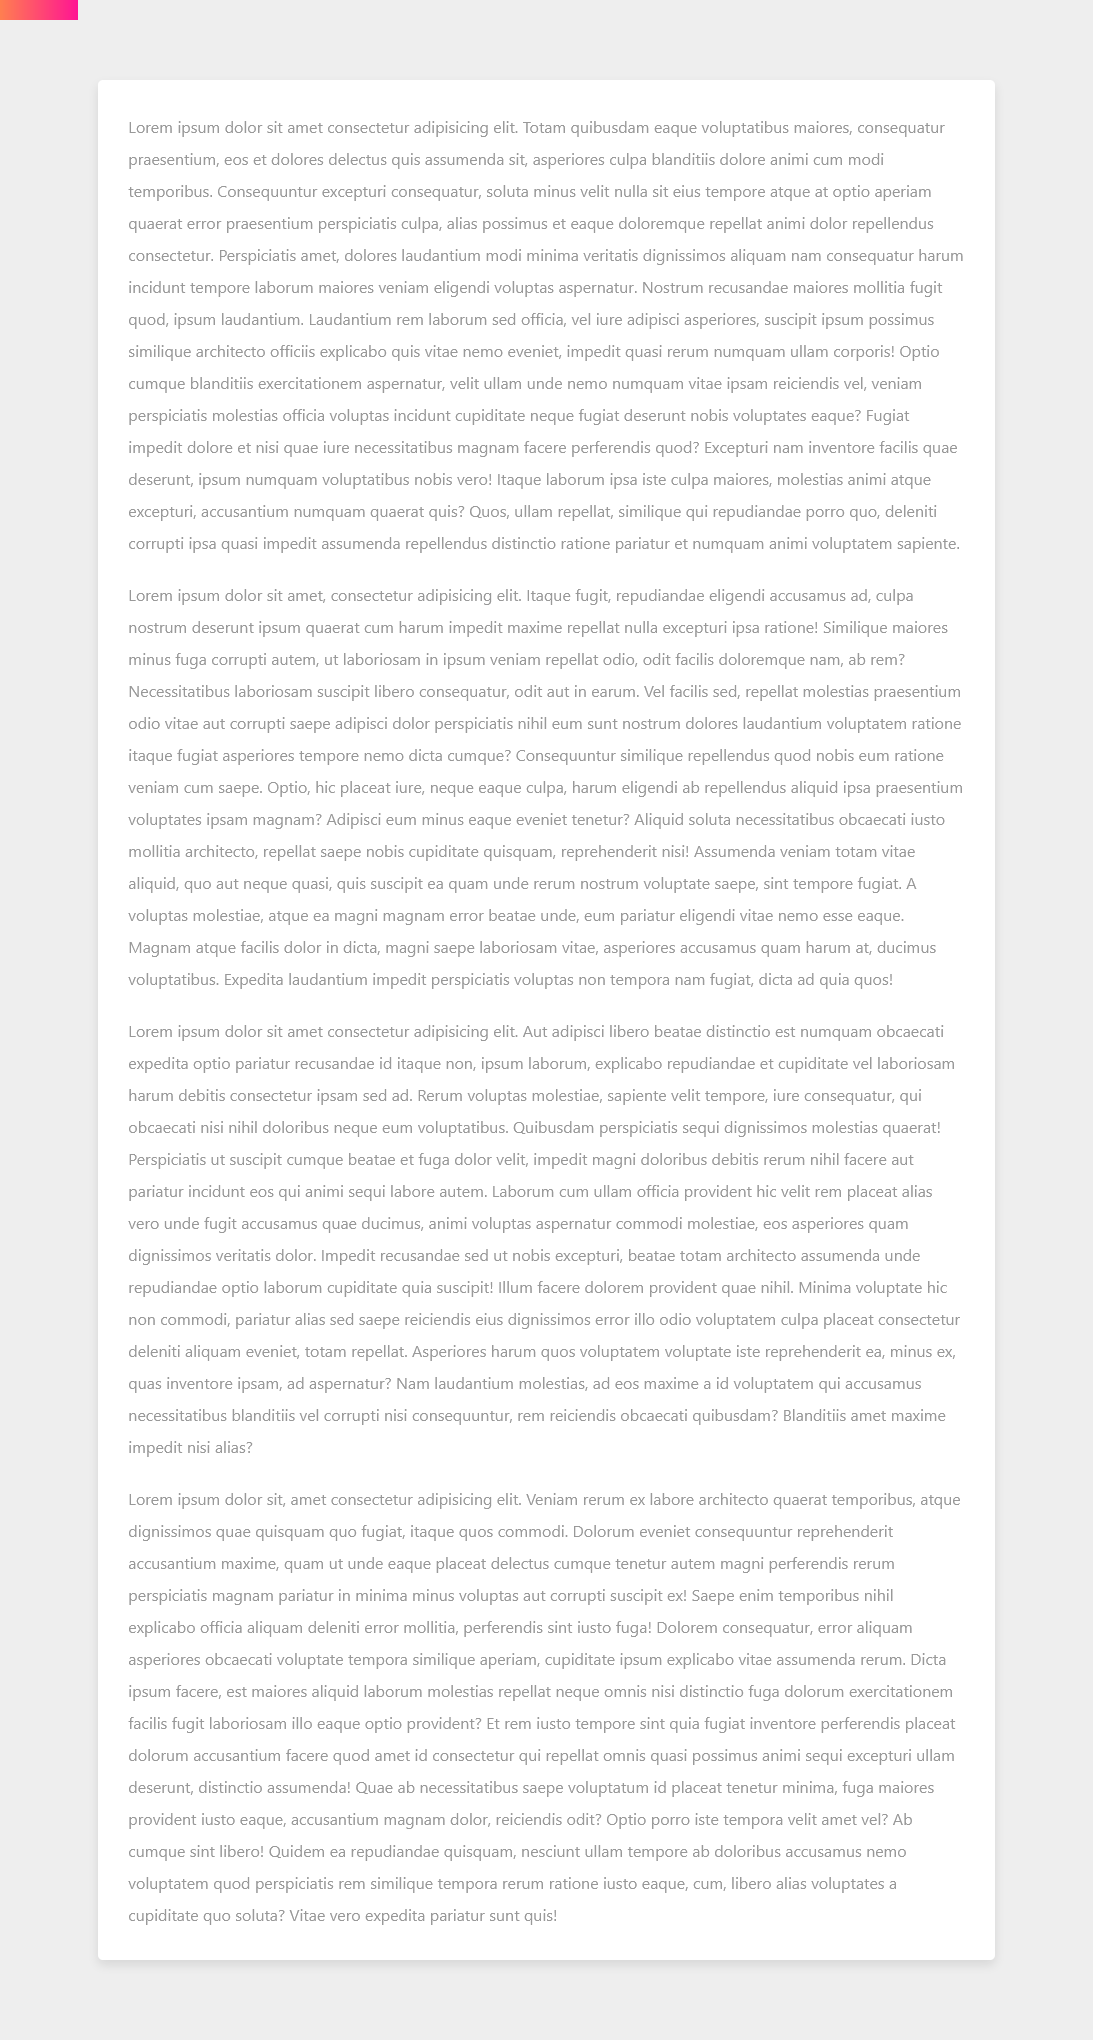 Lorem ipsum dolor sit amet consectetur adipisicing elit. Totam quibusdam eaque voluptatibus maiores, consequatur
praesentium, eos et dolores delectus quis assumenda sit, asperiores culpa blanditiis dolore animi cum modi
temporibus. Consequuntur excepturi consequatur, soluta minus velit nulla sit eius tempore atque at optio aperiam
quaerat error praesentium perspiciatis culpa, alias possimus et eaque doloremque repellat animi dolor repellendus
consectetur. Perspiciatis amet, dolores laudantium modi minima veritatis dignissimos aliquam nam consequatur harum
incidunt tempore laborum maiores veniam eligendi voluptas aspernatur. Nostrum recusandae maiores mollitia fugit
quod, ipsum laudantium. Laudantium rem laborum sed officia, vel iure adipisci asperiores, suscipit ipsum possimus
similique architecto officiis explicabo quis vitae nemo eveniet, impedit quasi rerum numquam ullam corporis! Optio
cumque blanditiis exercitationem aspernatur, velit ullam unde nemo numquam vitae ipsam reiciendis vel, veniam
perspiciatis molestias officia voluptas incidunt cupiditate neque fugiat deserunt nobis voluptates eaque? Fugiat
impedit dolore et nisi quae iure necessitatibus magnam facere perferendis quod? Excepturi nam inventore facilis quae
deserunt, ipsum numquam voluptatibus nobis vero! Itaque laborum ipsa iste culpa maiores, molestias animi atque
excepturi, accusantium numquam quaerat quis? Quos, ullam repellat, similique qui repudiandae porro quo, deleniti
corrupti ipsa quasi impedit assumenda repellendus distinctio ratione pariatur et numquam animi voluptatem sapiente.
Lorem ipsum dolor sit amet, consectetur adipisicing elit. Itaque fugit, repudiandae eligendi accusamus ad, culpa
nostrum deserunt ipsum quaerat cum harum impedit maxime repellat nulla excepturi ipsa ratione! Similique maiores
minus fuga corrupti autem, ut laboriosam in ipsum veniam repellat odio, odit facilis doloremque nam, ab rem?
Necessitatibus laboriosam suscipit libero consequatur, odit aut in earum. Vel facilis sed, repellat molestias praesentium
odio vitae aut corrupti saepe adipisci dolor perspiciatis nihil eum sunt nostrum dolores laudantium voluptatem ratione
itaque fugiat asperiores tempore nemo dicta cumque? Consequuntur similique repellendus quod nobis eum ratione
veniam cum saepe. Optio, hic placeat iure, neque eaque culpa, harum eligendi ab repellendus aliquid ipsa praesentium
voluptates ipsam magnam? Adipisci eum minus eaque eveniet tenetur? Aliquid soluta necessitatibus obcaecati iusto
mollitia architecto, repellat saepe nobis cupiditate quisquam, reprehenderit nisi! Assumenda veniam totam vitae
aliquid, quo aut neque quasi, quis suscipit ea quam unde rerum nostrum voluptate saepe, sint tempore fugiat. A
voluptas molestiae, atque ea magni magnam error beatae unde, eum pariatur eligendi vitae nemo esse eaque.
Magnam atque facilis dolor in dicta, magni saepe laboriosam vitae, asperiores accusamus quam harum at, ducimus
voluptatibus. Expedita laudantium impedit perspiciatis voluptas non tempora nam fugiat, dicta ad quia quos!
Lorem ipsum dolor sit amet consectetur adipisicing elit. Aut adipisci libero beatae distinctio est numquam obcaecati
expedita optio pariatur recusandae id itaque non, ipsum laborum, explicabo repudiandae et cupiditate vel laboriosam
harum debitis consectetur ipsam sed ad. Rerum voluptas molestiae, sapiente velit tempore, iure consequatur, qui
obcaecati nisi nihil doloribus neque eum voluptatibus. Quibusdam perspiciatis sequi dignissimos molestias quaerat!
Perspiciatis ut suscipit cumque beatae et fuga dolor velit, impedit magni doloribus debitis rerum nihil facere aut
pariatur incidunt eos qui animi sequi labore autem. Laborum cum ullam officia provident hic velit rem placeat alias
vero unde fugit accusamus quae ducimus, animi voluptas aspernatur commodi molestiae, eos asperiores quam
dignissimos veritatis dolor. Impedit recusandae sed ut nobis excepturi, beatae totam architecto assumenda unde
repudiandae optio laborum cupiditate quia suscipit! Illum facere dolorem provident quae nihil. Minima voluptate hic
non commodi, pariatur alias sed saepe reiciendis eius dignissimos error illo odio voluptatem culpa placeat consectetur
deleniti aliquam eveniet, totam repellat. Asperiores harum quos voluptatem voluptate iste reprehenderit ea, minus ex,
quas inventore ipsam, ad aspernatur? Nam laudantium molestias, ad eos maxime a id voluptatem qui accusamus
necessitatibus blanditiis vel corrupti nisi consequuntur, rem reiciendis obcaecati quibusdam? Blanditiis amet maxime
impedit nisi alias?
Lorem ipsum dolor sit, amet consectetur adipisicing elit. Veniam rerum ex labore architecto quaerat temporibus, atque
dignissimos quae quisquam quo fugiat, itaque quos commodi. Dolorum eveniet consequuntur reprehenderit
accusantium maxime, quam ut unde eaque placeat delectus cumque tenetur autem magni perferendis rerum
perspiciatis magnam pariatur in minima minus voluptas aut corrupti suscipit ex! Saepe enim temporibus nihil
explicabo officia aliquam deleniti error mollitia, perferendis sint iusto fuga! Dolorem consequatur, error aliquam
asperiores obcaecati voluptate tempora similique aperiam, cupiditate ipsum explicabo vitae assumenda rerum. Dicta
ipsum facere, est maiores aliquid laborum molestias repellat neque omnis nisi distinctio fuga dolorum exercitationem
facilis fugit laboriosam illo eaque optio provident? Et rem iusto tempore sint quia fugiat inventore perferendis placeat
dolorum accusantium facere quod amet id consectetur qui repellat omnis quasi possimus animi sequi excepturi ullam
deserunt, distinctio assumenda! Quae ab necessitatibus saepe voluptatum id placeat tenetur minima, fuga maiores
provident iusto eaque, accusantium magnam dolor, reiciendis odit? Optio porro iste tempora velit amet vel? Ab
cumque sint libero! Quidem ea repudiandae quisquam, nesciunt ullam tempore ab doloribus accusamus nemo
voluptatem quod perspiciatis rem similique tempora rerum ratione iusto eaque, cum, libero alias voluptates a
cupiditate quo soluta? Vitae vero expedita pariatur sunt quis!